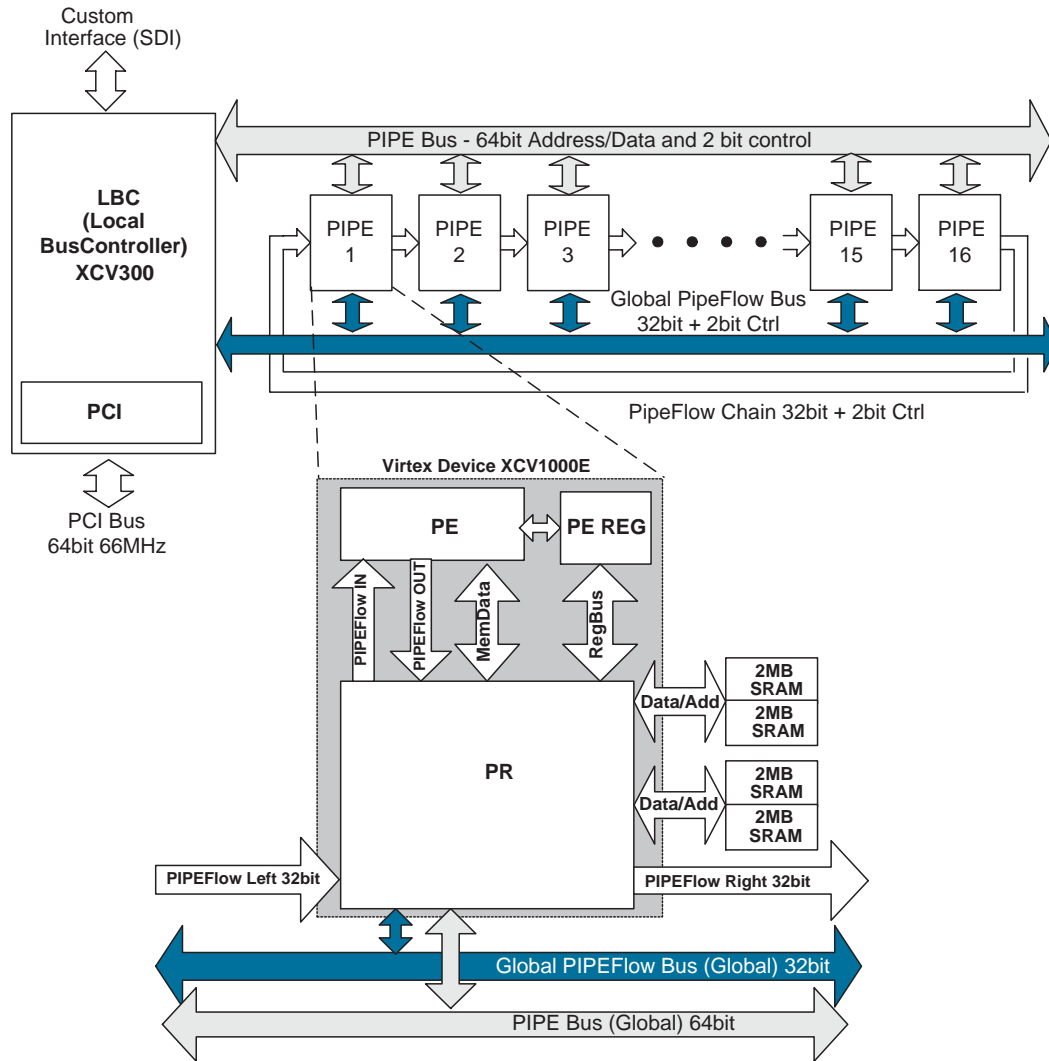 Custom
Interface (SDI)
PIPE Bus - 64bit Address/Data and 2 bit control
LBC
(Local
BusController)
XCV300
PIPE
1
PIPE
2
PIPE
3
PIPE
15
PIPE
16
Global PipeFlow Bus
32bit + 2bit Ctrl
PCI
PipeFlow Chain 32bit + 2bit Ctrl
PCI Bus
64bit 66MHz
Virtex Device XCV1000E
PE
PE REG
PIPEFlow IN
PIPEFlow OUT
MemData
RegBus
PR
Data/Add
2MB
SRAM
2MB
SRAM
Data/Add
2MB
SRAM
2MB
SRAM
PIPEFlow Left 32bit
PIPEFlow Right 32bit
Global PIPEFlow Bus (Global) 32bit
PIPE Bus (Global) 64bit